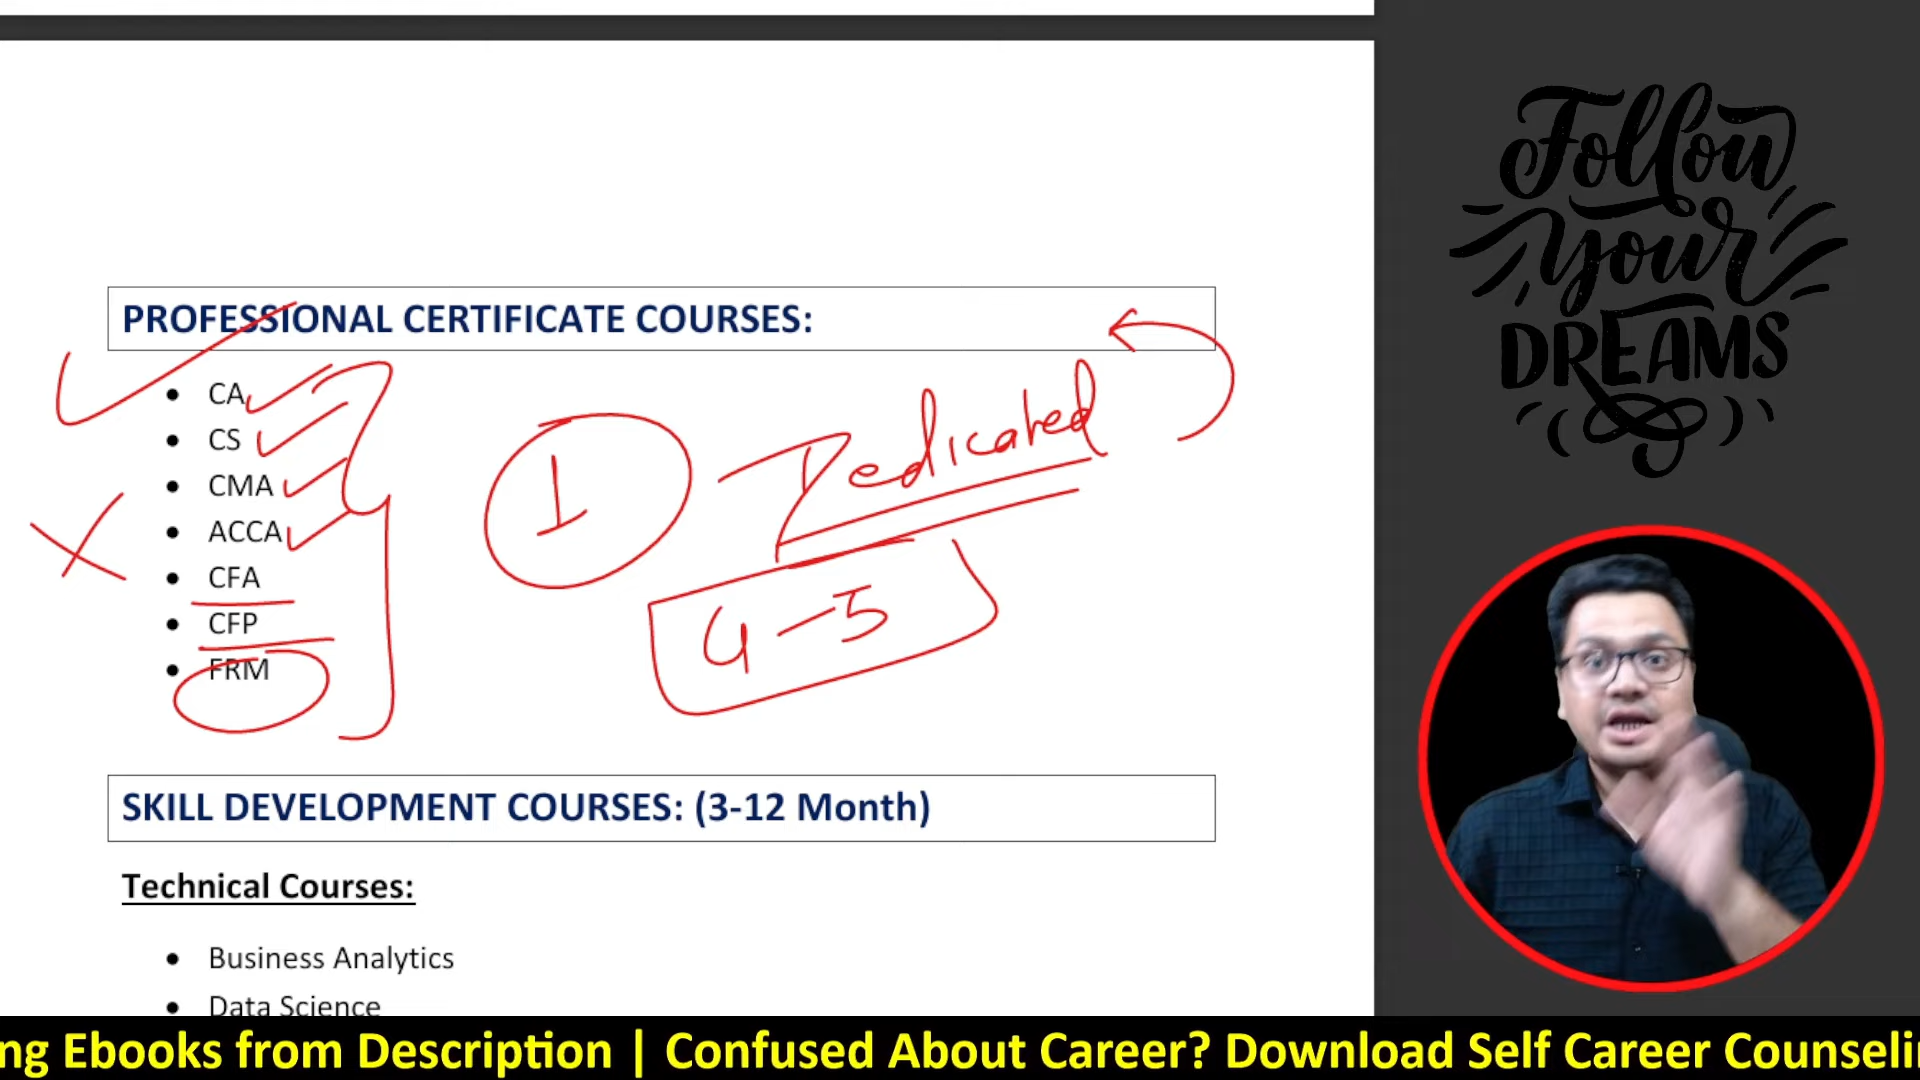 PROFESSIONAL CERTIFICATE COURSES:
• CA
• CS
• CMA
• ACCA
• CFA
• CFP
• FRM
1
Dedicated
4-5
SKILL DEVELOPMENT COURSES: (3-12 Month)
Technical Courses:
• Business Analytics
• Data Science
Follow
Your
DREAMS
ng Ebooks from Description | Confused About Career? Download Self Career Counselin